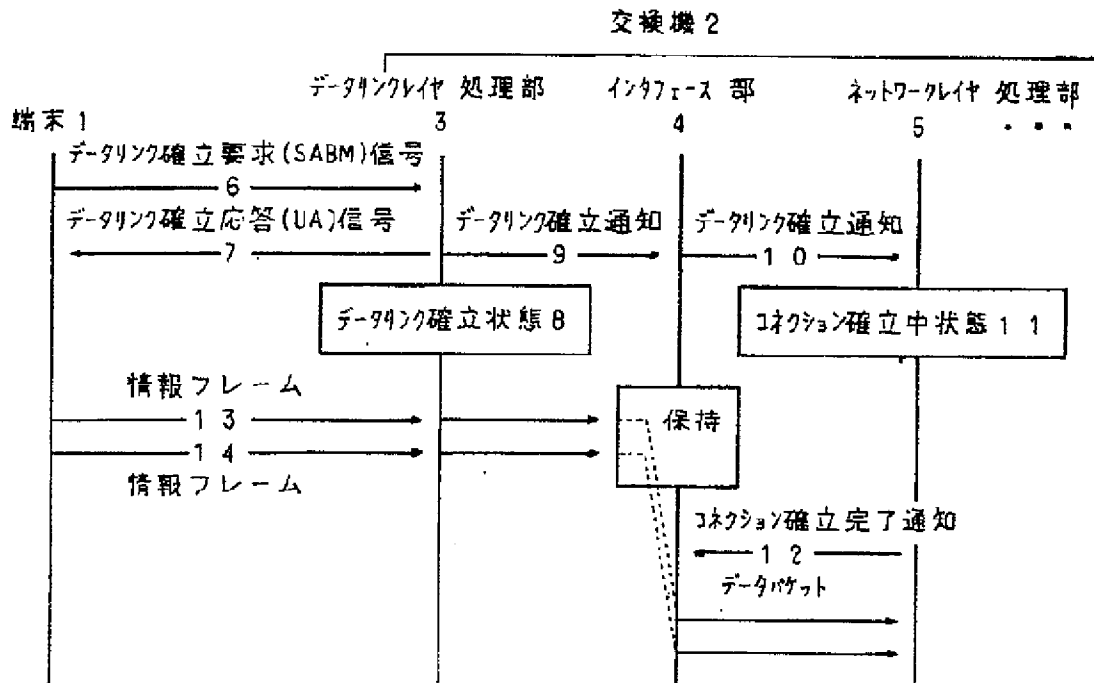 交換機2
データリンクレイヤ 処理部 インタフェース 部 ネットワークレイヤ 処理部
端末1 3 4 5 ・・・
データリンク確立要求(SABM)信号
6
データリンク確立応答(UA)信号 データリンク確立通知 データリンク確立通知
7 9 10
データリンク確立状態8 コネクション確立中状態11
情報フレーム
13 保持
14
情報フレーム
コネクション確立完了通知
12
データパケット